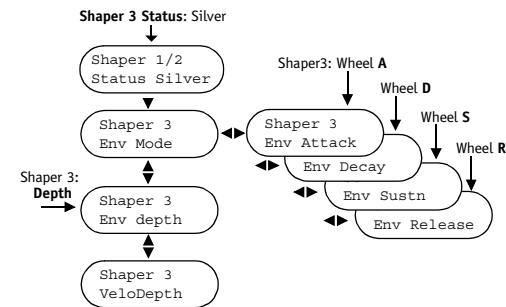 Shaper 3 Status: Silver
Shaper 1/2
Status Silver
Shaper3: Wheel A
Wheel D
Wheel S
Wheel R
Shaper 3
Env Mode
Shaper 3
Env Attack
Env Decay
Env Sustn
Env Release
Shaper 3:
Depth
Shaper 3
Env depth
Shaper 3
VeloDepth